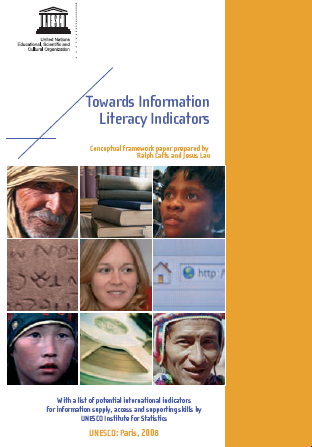 United Nations
Educational, Scientific and
Cultural Organization
Towards Information
Literacy Indicators
Conceptual framework paper prepared by
Ralph Catts and Jesus Lau
http:/
With a list of potential international indicators
for information supply, access and supporting skills by
UNESCO Institute for Statistics
UNESCO: Paris, 2008